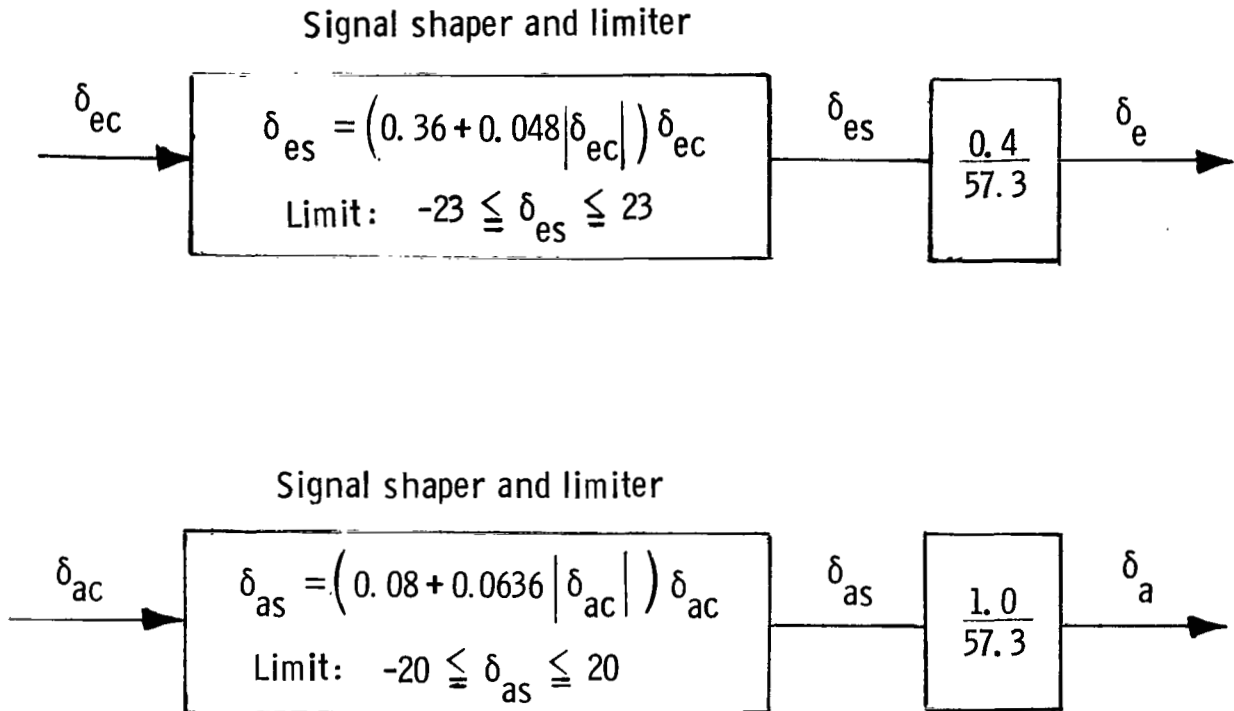 Signal shaper and limiter
δec
δes = (0.36 + 0.048|δec|) δec
Limit: -23 ≦ δes ≦ 23
δes
0.4
57.3
δe
Signal shaper and limiter
δac
δas = (0.08 + 0.0636 |δac|) δac
Limit: -20 ≦ δas ≦ 20
δas
1.0
57.3
δa